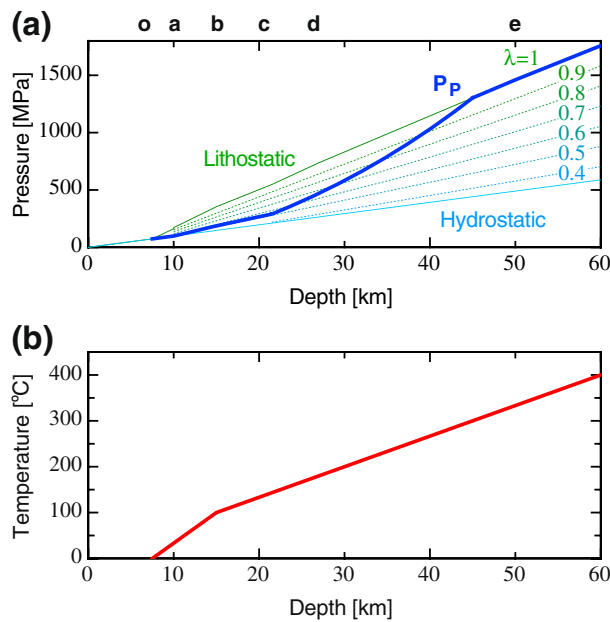 (a)
o a b c d e
Pressure [MPa]
1500
1000
500
0
Lithostatic
PP
λ=1
0.9
0.8
0.7
0.6
0.5
0.4
Hydrostatic
0 10 20 30 40 50 60
Depth [km]
(b)
Temperature [ºC]
400
300
200
100
0
0 10 20 30 40 50 60
Depth [km]